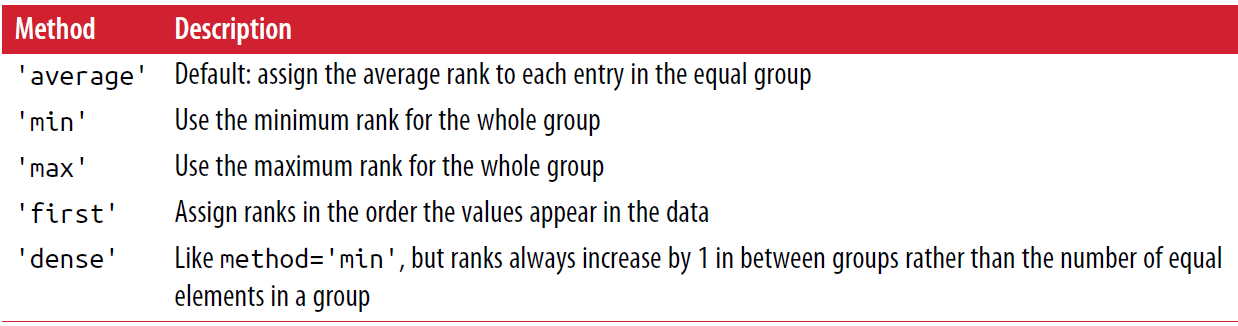 Method Description
'average' Default: assign the average rank to each entry in the equal group
'min' Use the minimum rank for the whole group
'max' Use the maximum rank for the whole group
'first' Assign ranks in the order the values appear in the data
'dense' Like method='min', but ranks always increase by 1 in between groups rather than the number of equal
elements in a group